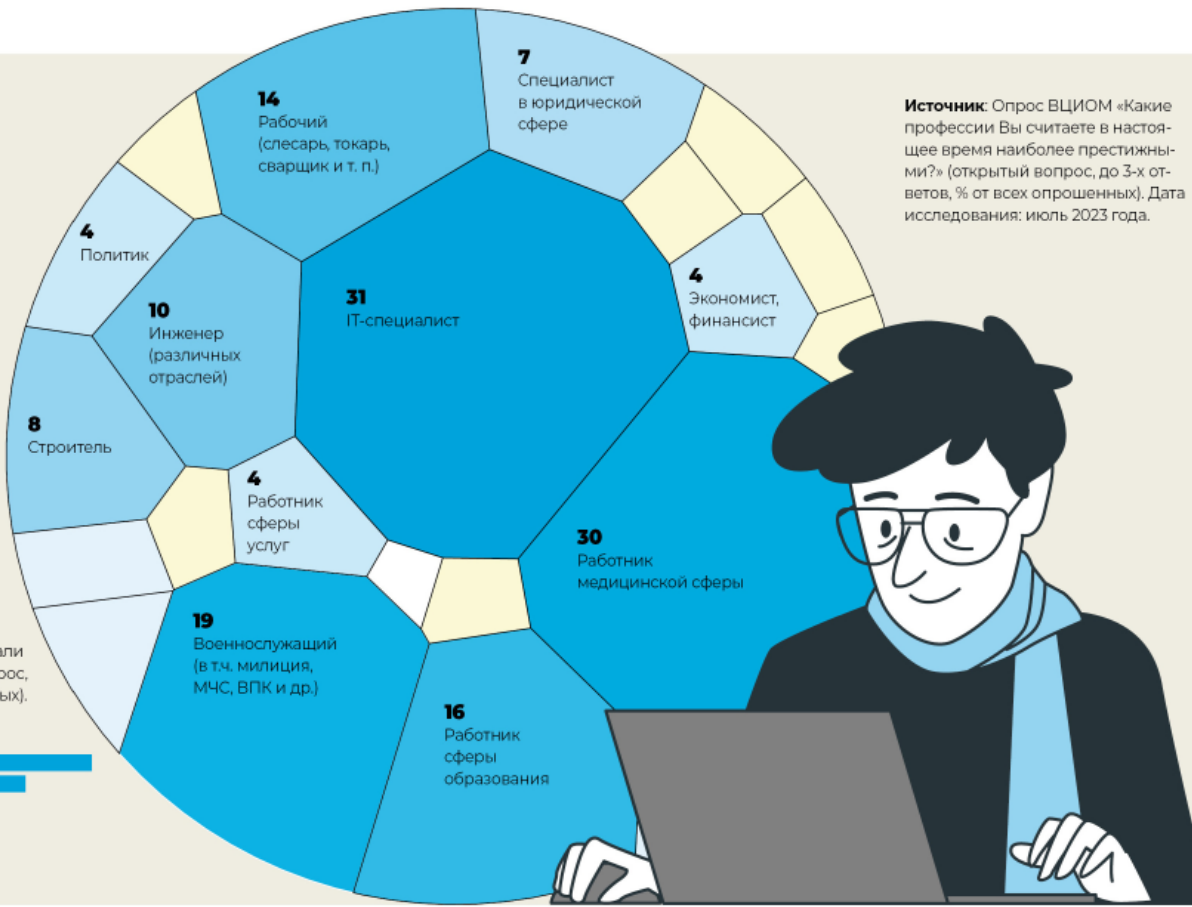 7
Специалист
в юридической
сфере
14
Рабочий
(слесарь, токарь,
сварщик и т. п.)
Источник: Опрос ВЦИОМ «Какие
профессии Вы считаете в настоя-
щее время наиболее престижны-
ми?» (открытый вопрос, до 3-х от-
ветов, % от всех опрошенных). Дата
исследования: июль 2023 года.
4
Политик
10
Инженер
(различных
отраслей)
31
IT-специалист
4
Экономист,
финансист
8
Строитель
4
Работник
сферы
услуг
30
Работник
медицинской сферы
19
Военнослужащий
(в т.ч. милиция,
МЧС, ВПК и др.)
16
Работник
сферы
образования